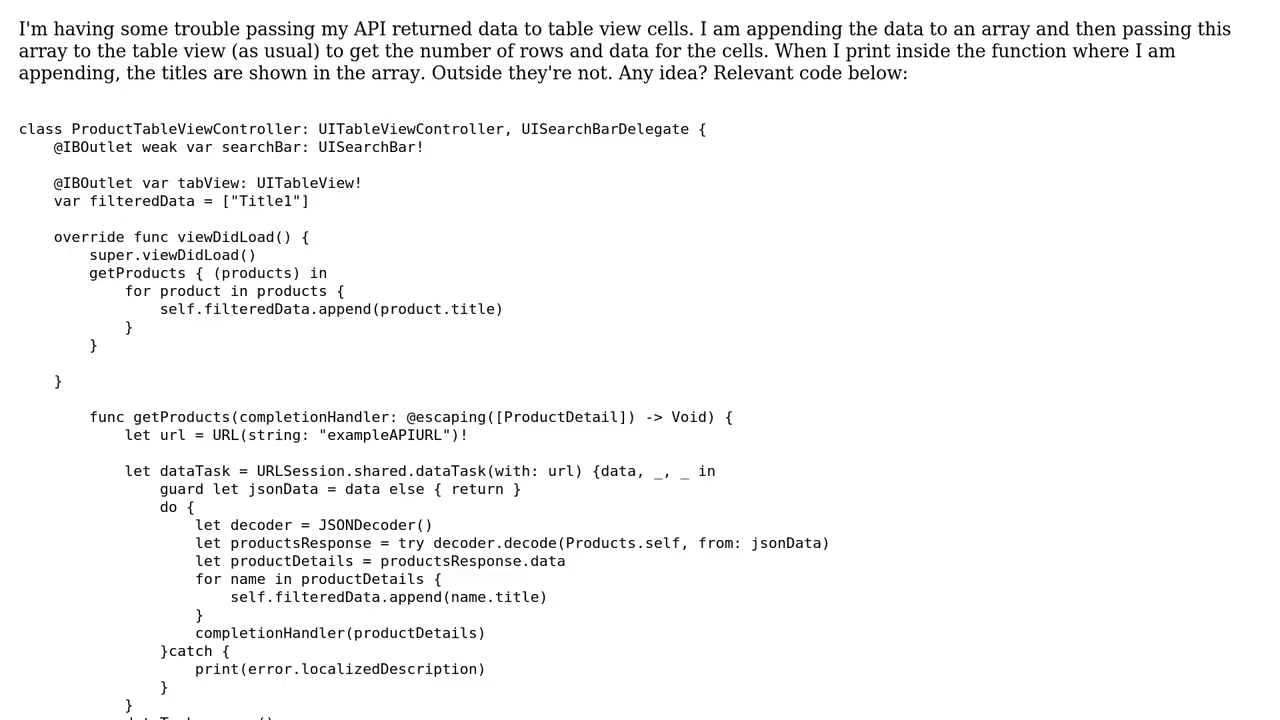 I'm having some trouble passing my API returned data to table view cells. I am appending the data to an array and then passing this
array to the table view (as usual) to get the number of rows and data for the cells. When I print inside the function where I am
appending, the titles are shown in the array. Outside they're not. Any idea? Relevant code below:
class ProductTableViewController: UITableViewController, UISearchBarDelegate {
    @IBOutlet weak var searchBar: UISearchBar!
    @IBOutlet var tabView: UITableView!
    var filteredData = ["Title1"]
    override func viewDidLoad() {
        super.viewDidLoad()
        getProducts { (products) in
            for product in products {
                self.filteredData.append(product.title)
            }
        }
    }
        func getProducts(completionHandler: @escaping([ProductDetail]) -> Void) {
            let url = URL(string: "exampleAPIURL")!
            let dataTask = URLSession.shared.dataTask(with: url) {data, _, _ in
                guard let jsonData = data else { return }
                do {
                    let decoder = JSONDecoder()
                    let productsResponse = try decoder.decode(Products.self, from: jsonData)
                    let productDetails = productsResponse.data
                    for name in productDetails {
                        self.filteredData.append(name.title)
                    }
                    completionHandler(productDetails)
                }catch {
                    print(error.localizedDescription)
                }
            }